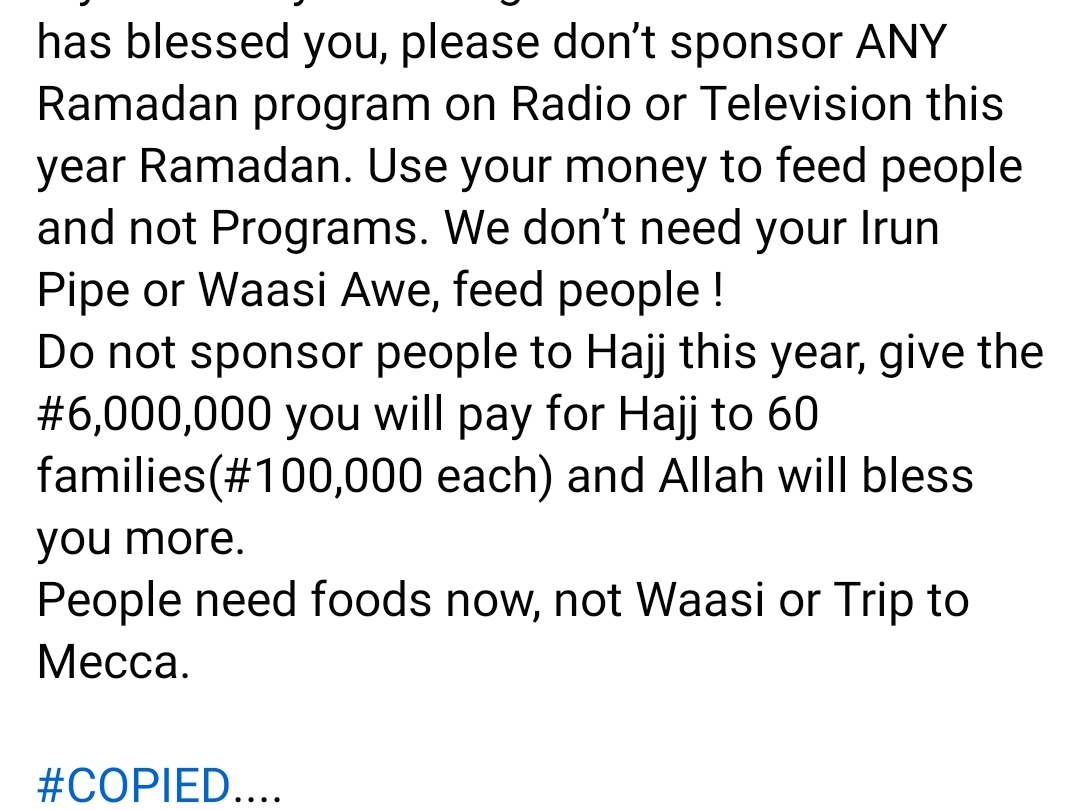 has blessed you, please don’t sponsor ANY
Ramadan program on Radio or Television this
year Ramadan. Use your money to feed people
and not Programs. We don’t need your Irun
Pipe or Waasi Awe, feed people !
Do not sponsor people to Hajj this year, give the
#6,000,000 you will pay for Hajj to 60
families(#100,000 each) and Allah will bless
you more.
People need foods now, not Waasi or Trip to
Mecca.
#COPIED....